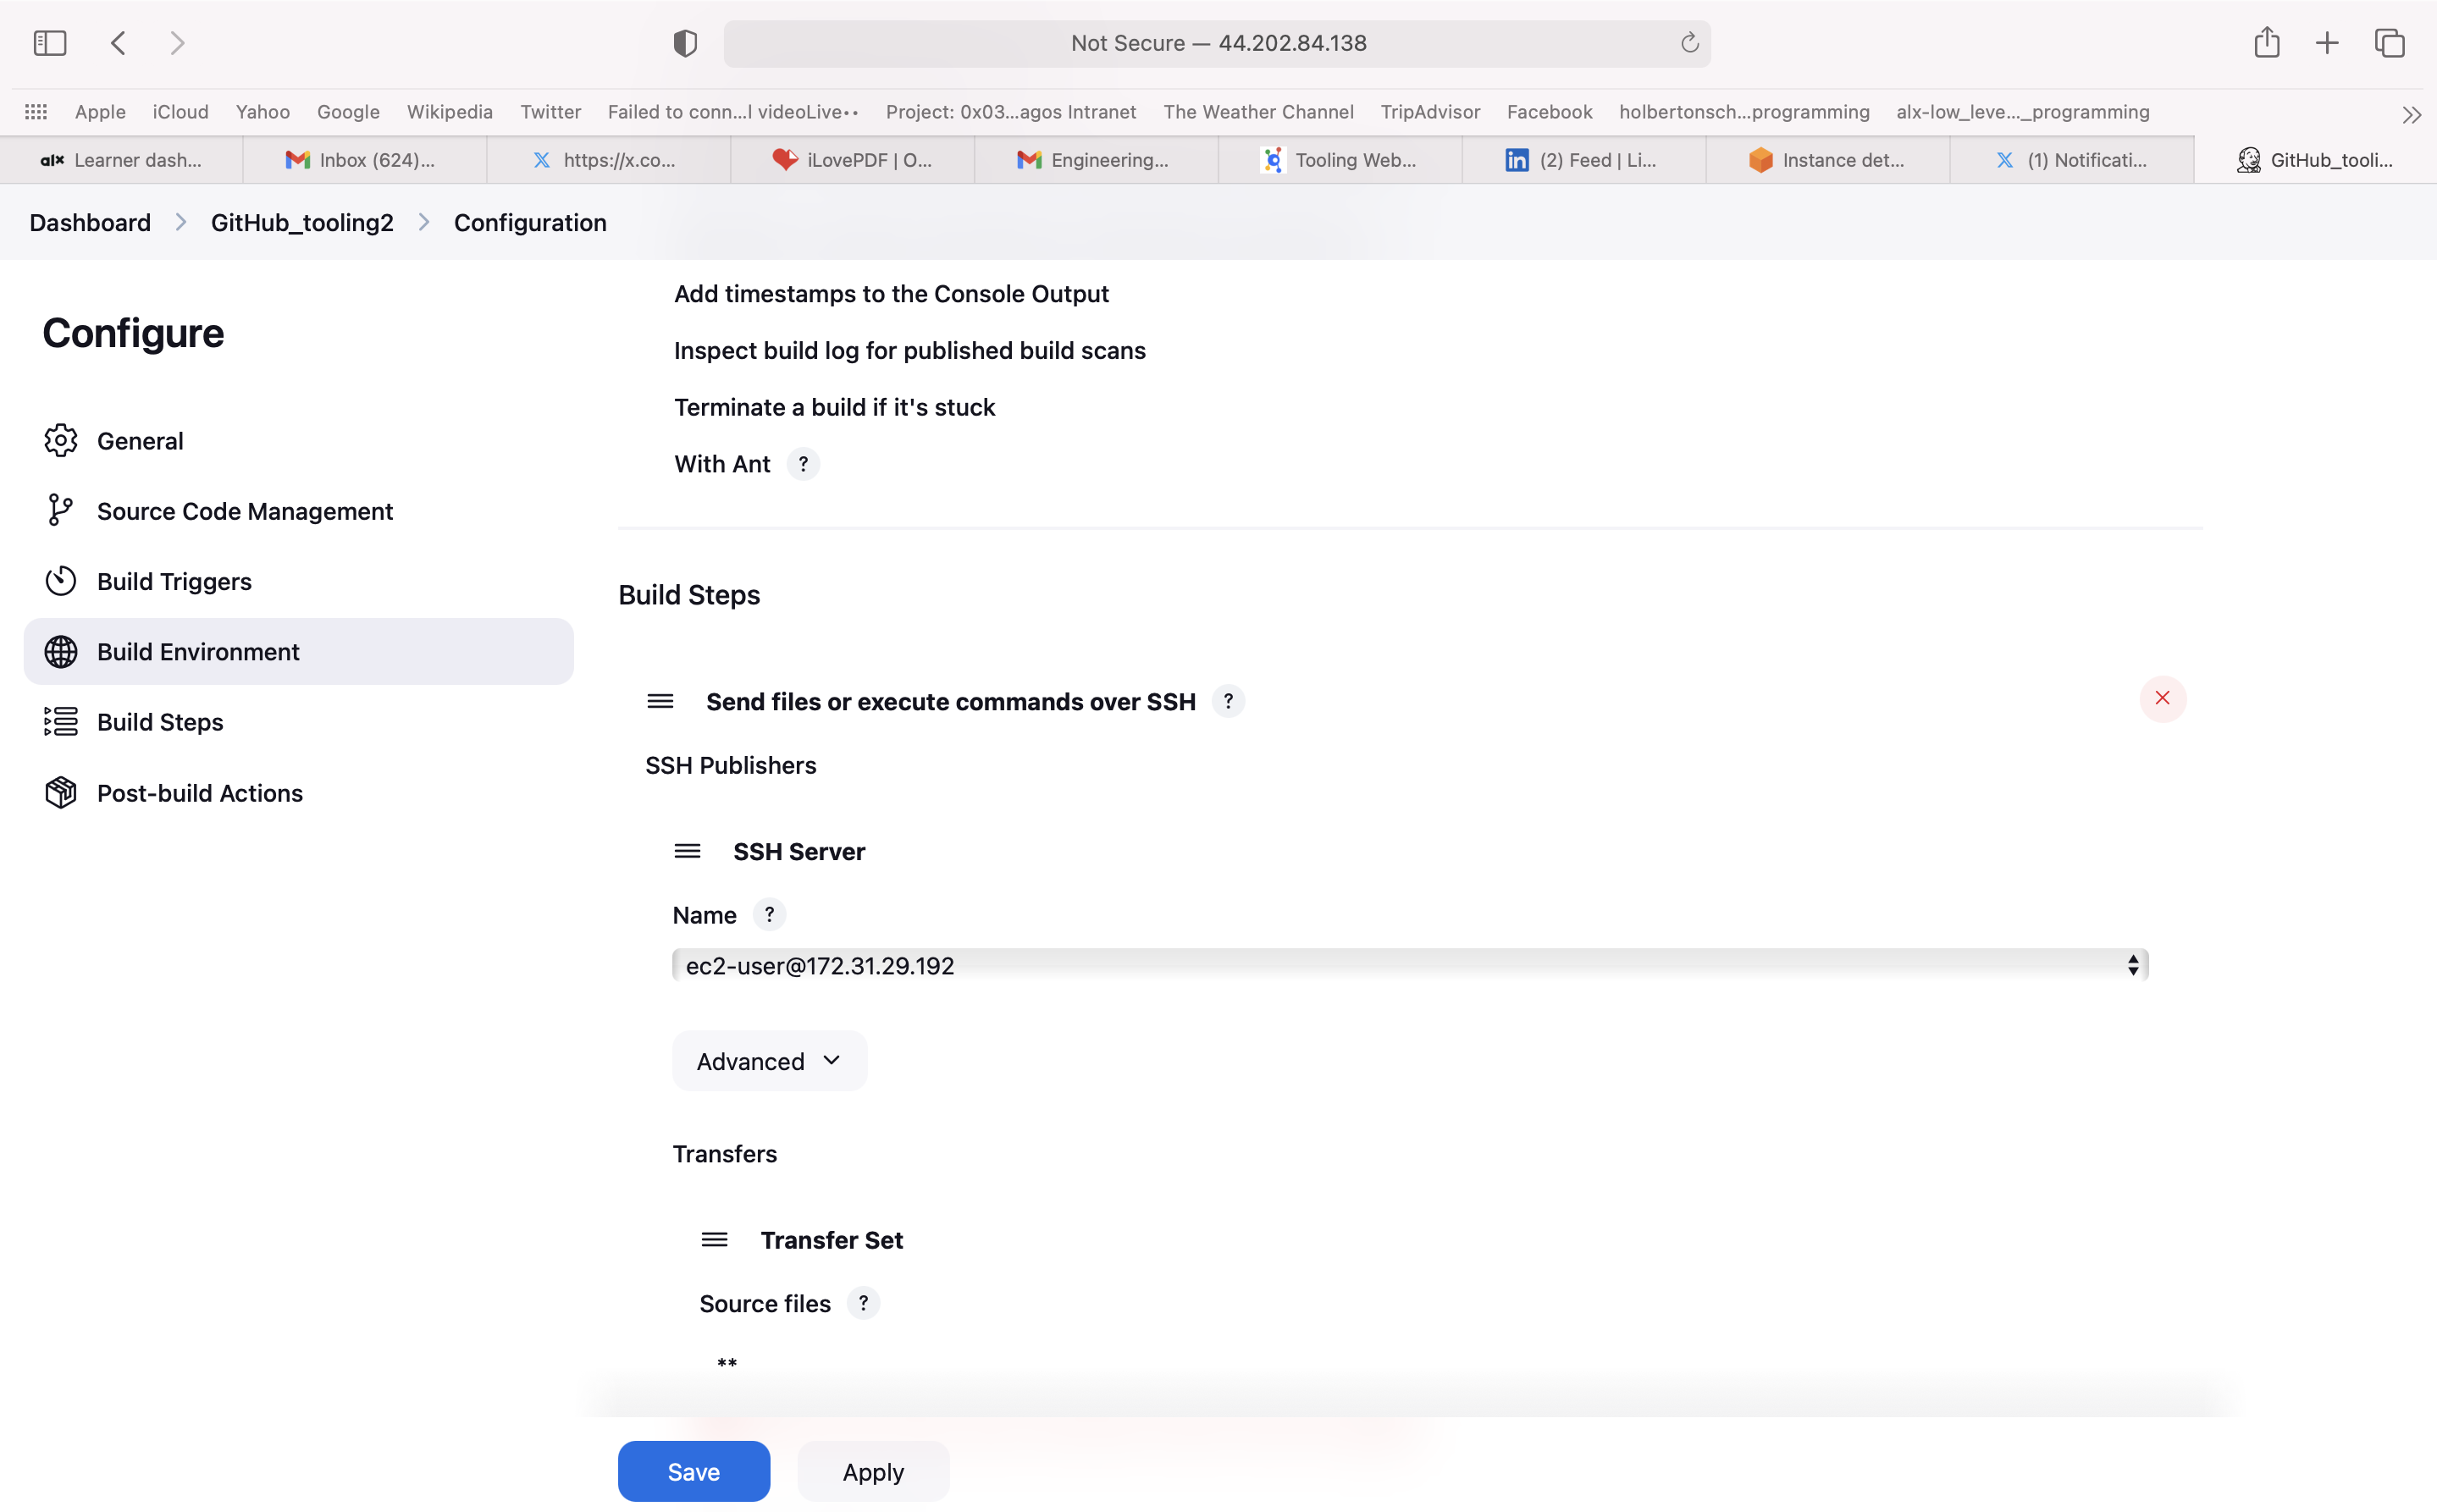 Not Secure — 44.202.84.138
Apple iCloud Yahoo Google Wikipedia Twitter Failed to conn...l videoLive•• Project: 0x03...agos Intranet The Weather Channel TripAdvisor Facebook holbertonsch...programming alx-low_leve..._programming
alx Learner dash... Inbox (624)... https://x.co... iLovePDF | O... Engineering... Tooling Web... in (2) Feed | Li... Instance det... (1) Notificati... GitHub_tooli...
Dashboard GitHub_tooling2 Configuration
Configure
General
Source Code Management
Build Triggers
Build Environment
Build Steps
Post-build Actions
Add timestamps to the Console Output
Inspect build log for published build scans
Terminate a build if it's stuck
With Ant ?
Build Steps
Send files or execute commands over SSH ?
SSH Publishers
SSH Server
Name ?
ec2-user@172.31.29.192
Advanced
Transfers
Transfer Set
Source files ?
**
Save Apply